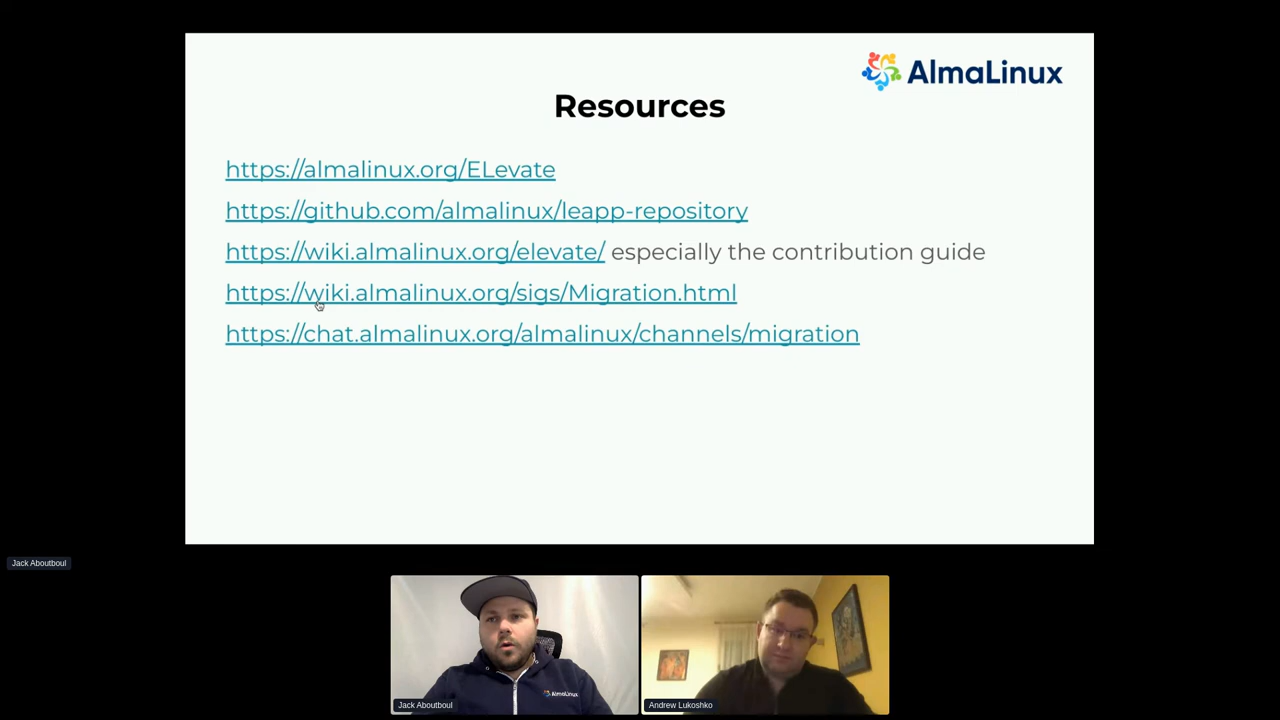 AlmaLinux
Resources
https://almalinux.org/ELevate
https://github.com/almalinux/leapp-repository
https://wiki.almalinux.org/elevate/ especially the contribution guide
https://wiki.almalinux.org/sigs/Migration.html
https://chat.almalinux.org/almalinux/channels/migration
Jack Aboutboul
AlmaLinux
Jack Aboutboul
Andrew Lukoshko